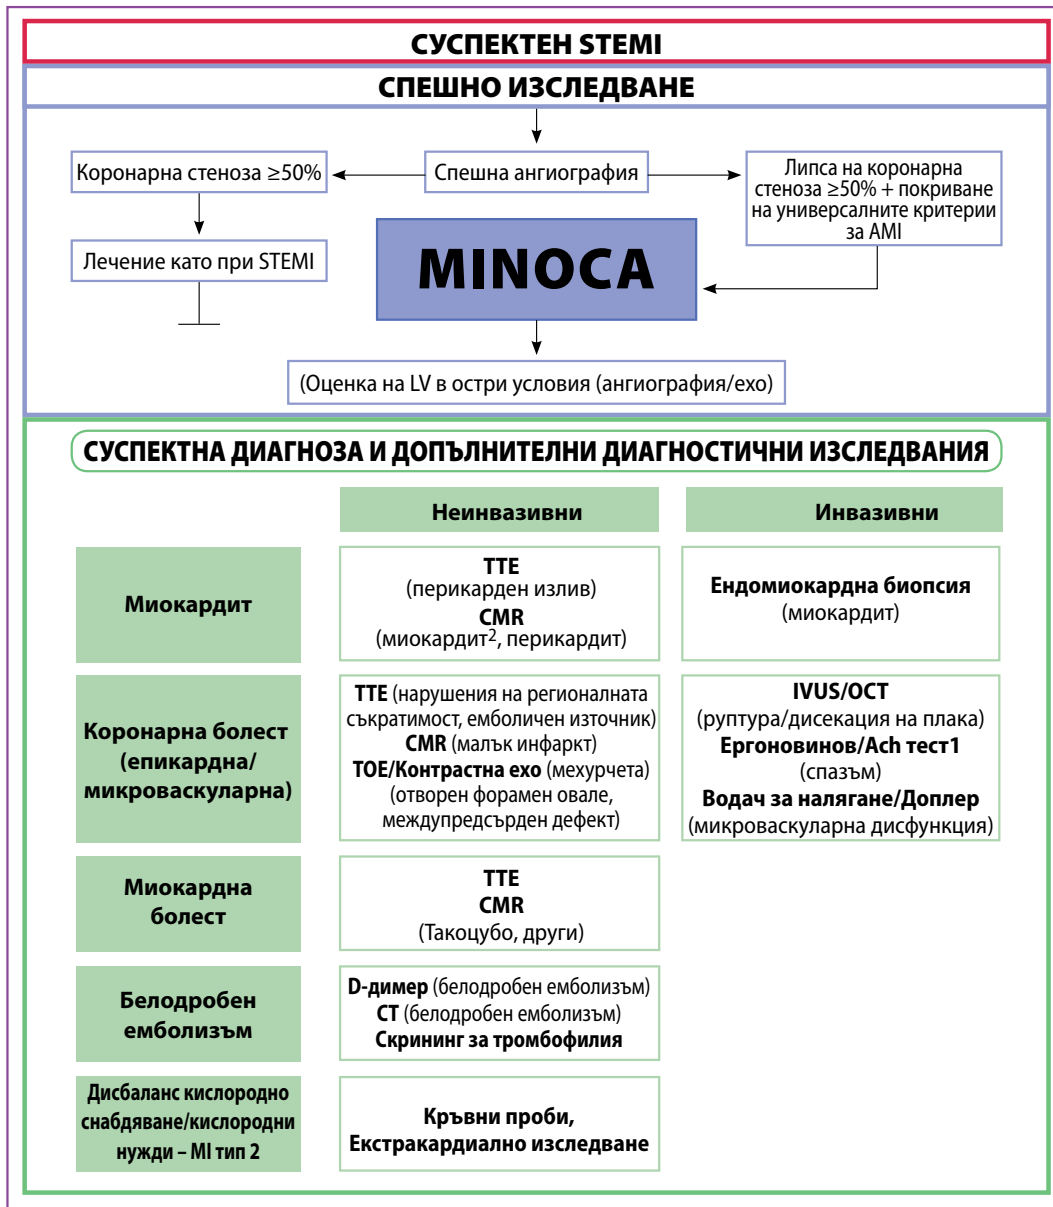 СУСПЕКТЕН STEMI
СПЕШНО ИЗСЛЕДВАНЕ
Коронарна стеноза ≥50%
Спешна ангиография
Липса на коронарна
стеноза ≥50% + покриване
на универсалните критерии
за AMI
Лечение като при STEMI
MINOCA
(Оценка на LV в остри условия (ангиография/ехо)
СУСПЕКТНА ДИАГНОЗА И ДОПЪЛНИТЕЛНИ ДИАГНОСТИЧНИ ИЗСЛЕДВАНИЯ
Неинвазивни
Инвазивни
Миокардит
TTE
(перикарден излив)
CMR
(миокардит², перикардит)
Ендомиокардна биопсия
(миокардит)
Коронарна болест
(епикардна/
микроваскуларна)
TTE (нарушения на регионалната
съкратимост, емболичен източник)
CMR (малък инфаркт)
TOE/Контрастна ехо (мехурчета)
(отворен форамен овале,
междупредсърден дефект)
IVUS/OCT
(руптура/дисекация на плака)
Ергоновинов/Ach тест1
(спазъм)
Водач за налягане/Доплер
(микроваскуларна дисфункция)
Миокардна
болест
TTE
CMR
(Такоцубо, други)
Белодробен
емболизъм
D-димер (белодробен емболизъм)
CT (белодробен емболизъм)
Скрининг за тромбофилия
Дисбаланс кислородно
снабдяване/кислородни
нужди – MI тип 2
Кръвни проби,
Екстракардиално изследване